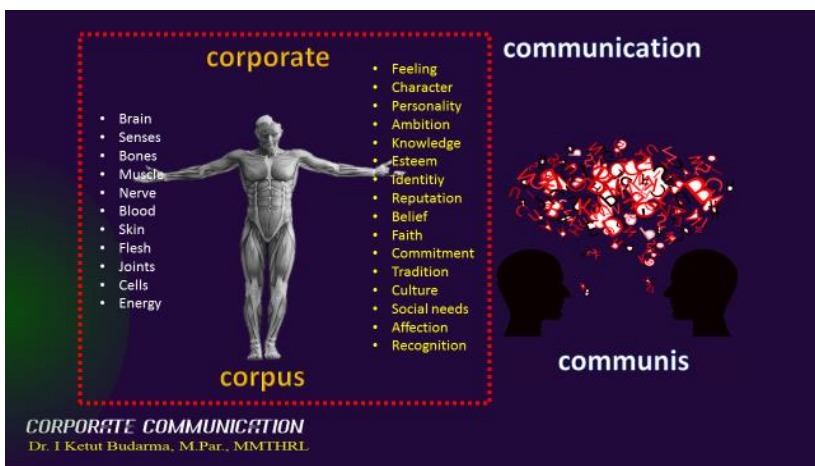 corporate
communication
• Brain
• Senses
• Bones
• Muscle
• Nerve
• Blood
• Skin
• Flesh
• Joints
• Cells
• Energy
• Feeling
• Character
• Personality
• Ambition
• Knowledge
• Esteem
• Identitiy
• Reputation
• Belief
• Faith
• Commitment
• Tradition
• Culture
• Social needs
• Affection
• Recognition
corpus
communis
CORPORATE COMMUNICATION
Dr. I Ketut Budarma, M.Par., MMTHRL